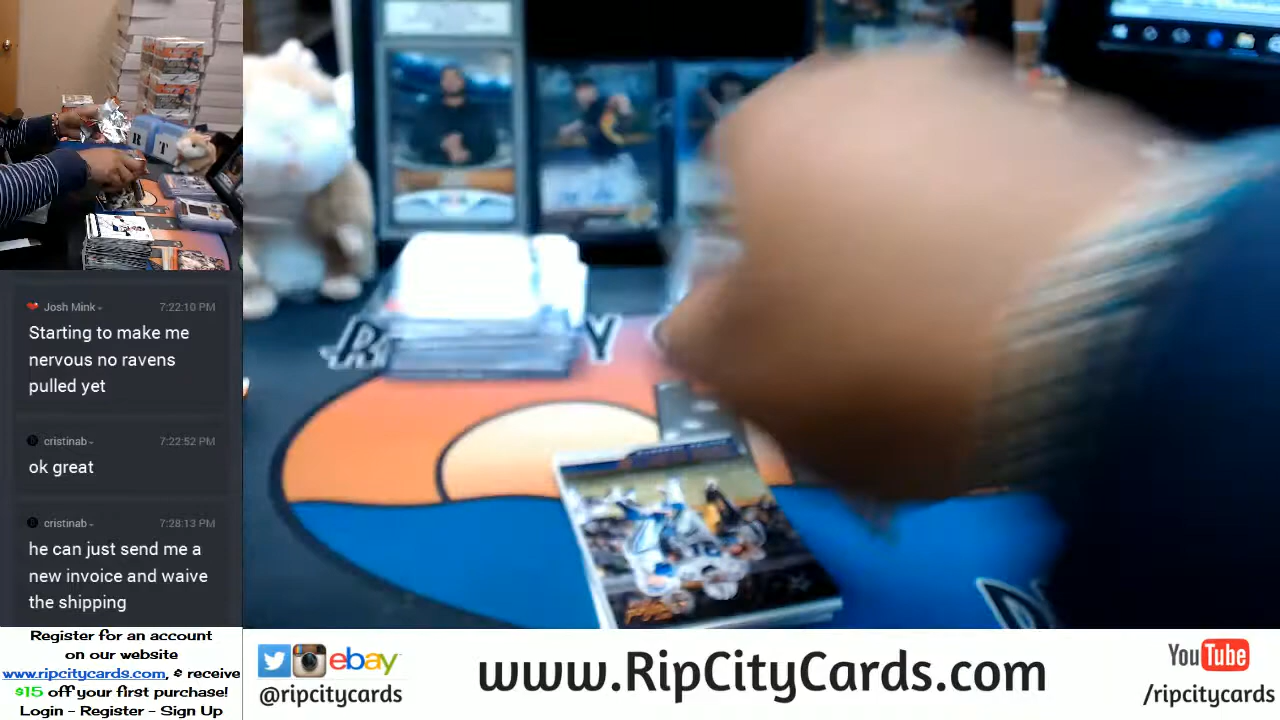 Josh Mink 7:22:10 PM
Starting to make me
nervous no ravens
pulled yet
cristinab 7:22:52 PM
ok great
cristinab 7:28:13 PM
he can just send me a
new invoice and waive
the shipping
Register for an account
on our website
www.ripcitycards.com, & receive
$15 off your first purchase!
Login - Register - Sign Up
ebay
@ripcitycards
www.RipCityCards.com
YouTube
/ripcitycards
R T
R Y